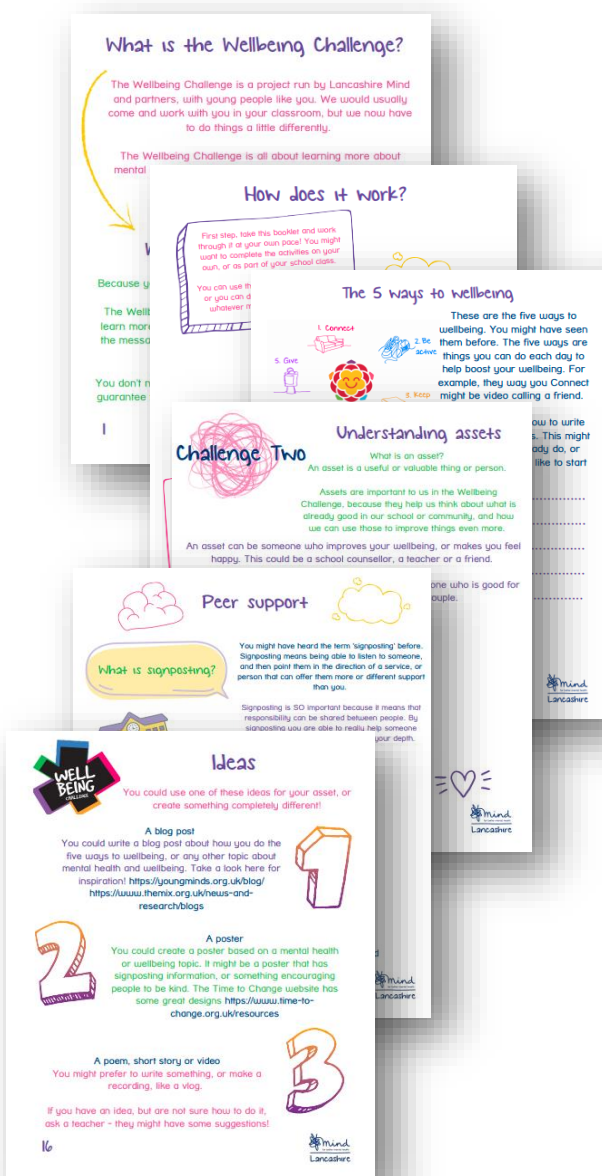 What is the Wellbeing Challenge?
The Wellbeing Challenge is a project run by Lancashire Mind
and partners, with young people like you. We would usually
come and work with you in your classroom, but we now have
to do things a little differently.
The Wellbeing Challenge is all about learning more about
mental
Because
The
learn
the
You don't
guarantee
1
How does it work?
First step, take this booklet and work
through it at your own pace! You might
want to complete the activities on your
own, or as part of your school class.
You can use
or you can
whatever
The 5 ways to wellbeing
1. Connect
2. Be
active
3. Keep
5. Give
These are the five ways to
wellbeing. You might have seen
them before. The five ways are
things you can do each day to
help boost your wellbeing. For
example, they way you Connect
might be video calling a friend.
to write
This might
do, or
like to start
mind
Lancashire
Challenge Two
Understanding assets
What is an asset?
An asset is a useful or valuable thing or person.
Assets are important to us in the Wellbeing
Challenge, because they help us think about what is
already good in our school or community, and how
we can use those to improve things even more.
An asset can be someone who improves your wellbeing, or makes you feel
happy. This could be a school counsellor, a teacher or a friend.
one who is good for
ouple.
mind
Lancashire
Peer support
What is signposting?
You might have heard the term 'signposting' before.
Signposting means being able to listen to someone,
and then point them in the direction of a service, or
person that can offer them more or different support
than you.
Signposting is SO important because it means that
responsibility can be shared between people. By
signposting you are able to really help someone
your depth.
mind
Lancashire
WELL
BEING
CHALLENGE
Ideas
You could use one of these ideas for your asset, or
create something completely different!
A blog post
You could write a blog post about how you do the
five ways to wellbeing, or any other topic about
mental health and wellbeing. Take a look here for
inspiration! https://youngminds.org.uk/blog/
https://www.themix.org.uk/news-and-
research/blogs
1
2
A poster
You could create a poster based on a mental health
or wellbeing topic. It might be a poster that has
signposting information, or something encouraging
people to be kind. The Time to Change website has
some great designs https://www.time-to-
change.org.uk/resources
A poem, short story or video
You might prefer to write something, or make a
recording, like a vlog.
If you have an idea, but are not sure how to do it,
ask a teacher - they might have some suggestions!
3
16
mind
Lancashire